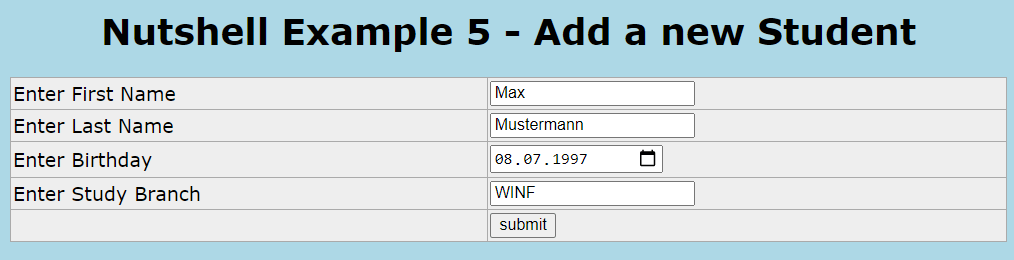 Nutshell Example 5 - Add a new Student
Enter First Name Max
Enter Last Name Mustermann
Enter Birthday 08.07.1997
Enter Study Branch WINF
submit